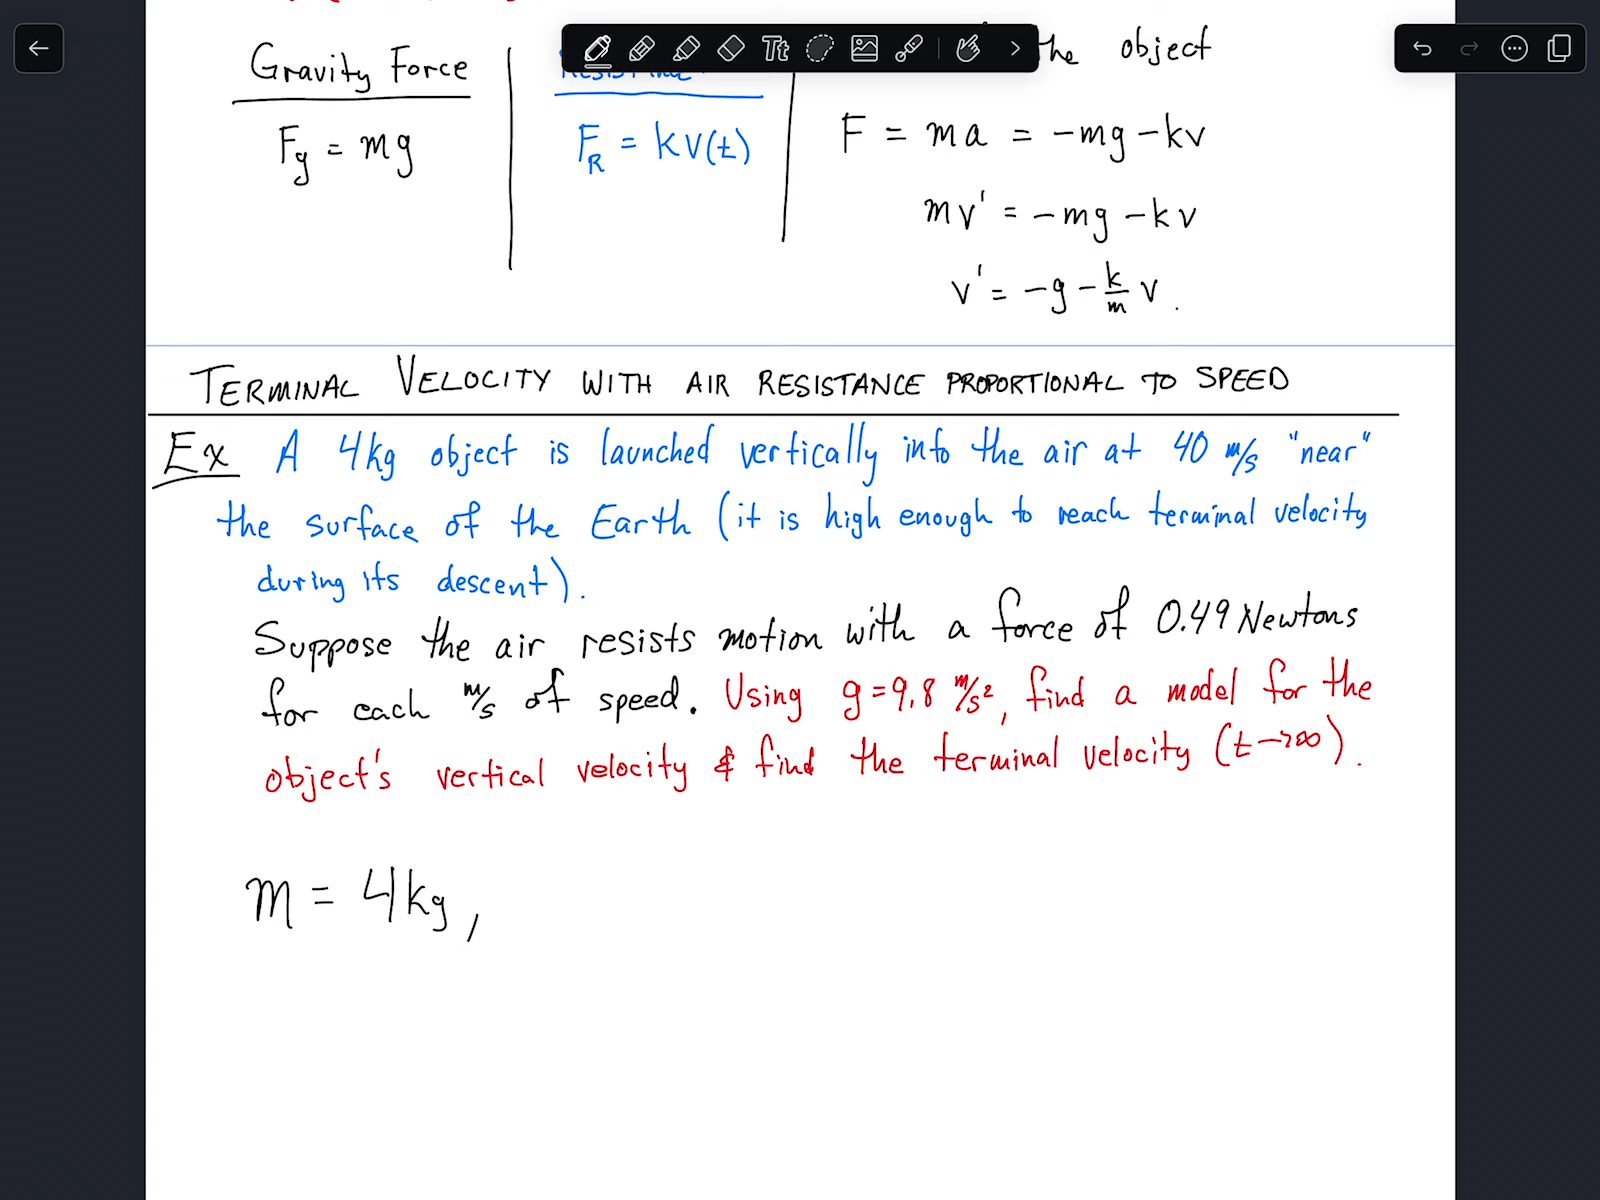 the object
Gravity Force
F_g = mg
F_R = kv(t)
F = ma = -mg - kv
mv' = -mg - kv
v' = -g - k/m v.
TERMINAL VELOCITY WITH AIR RESISTANCE PROPORTIONAL TO SPEED
Ex A 4kg object is launched vertically into the air at 40 m/s "near"
the surface of the Earth (it is high enough to reach terminal velocity
during its descent).
Suppose the air resists motion with a force of 0.49 Newtons
for each m/s of speed. Using g=9.8 m/s², find a model for the
object's vertical velocity & find the terminal velocity (t→∞).
m = 4kg,